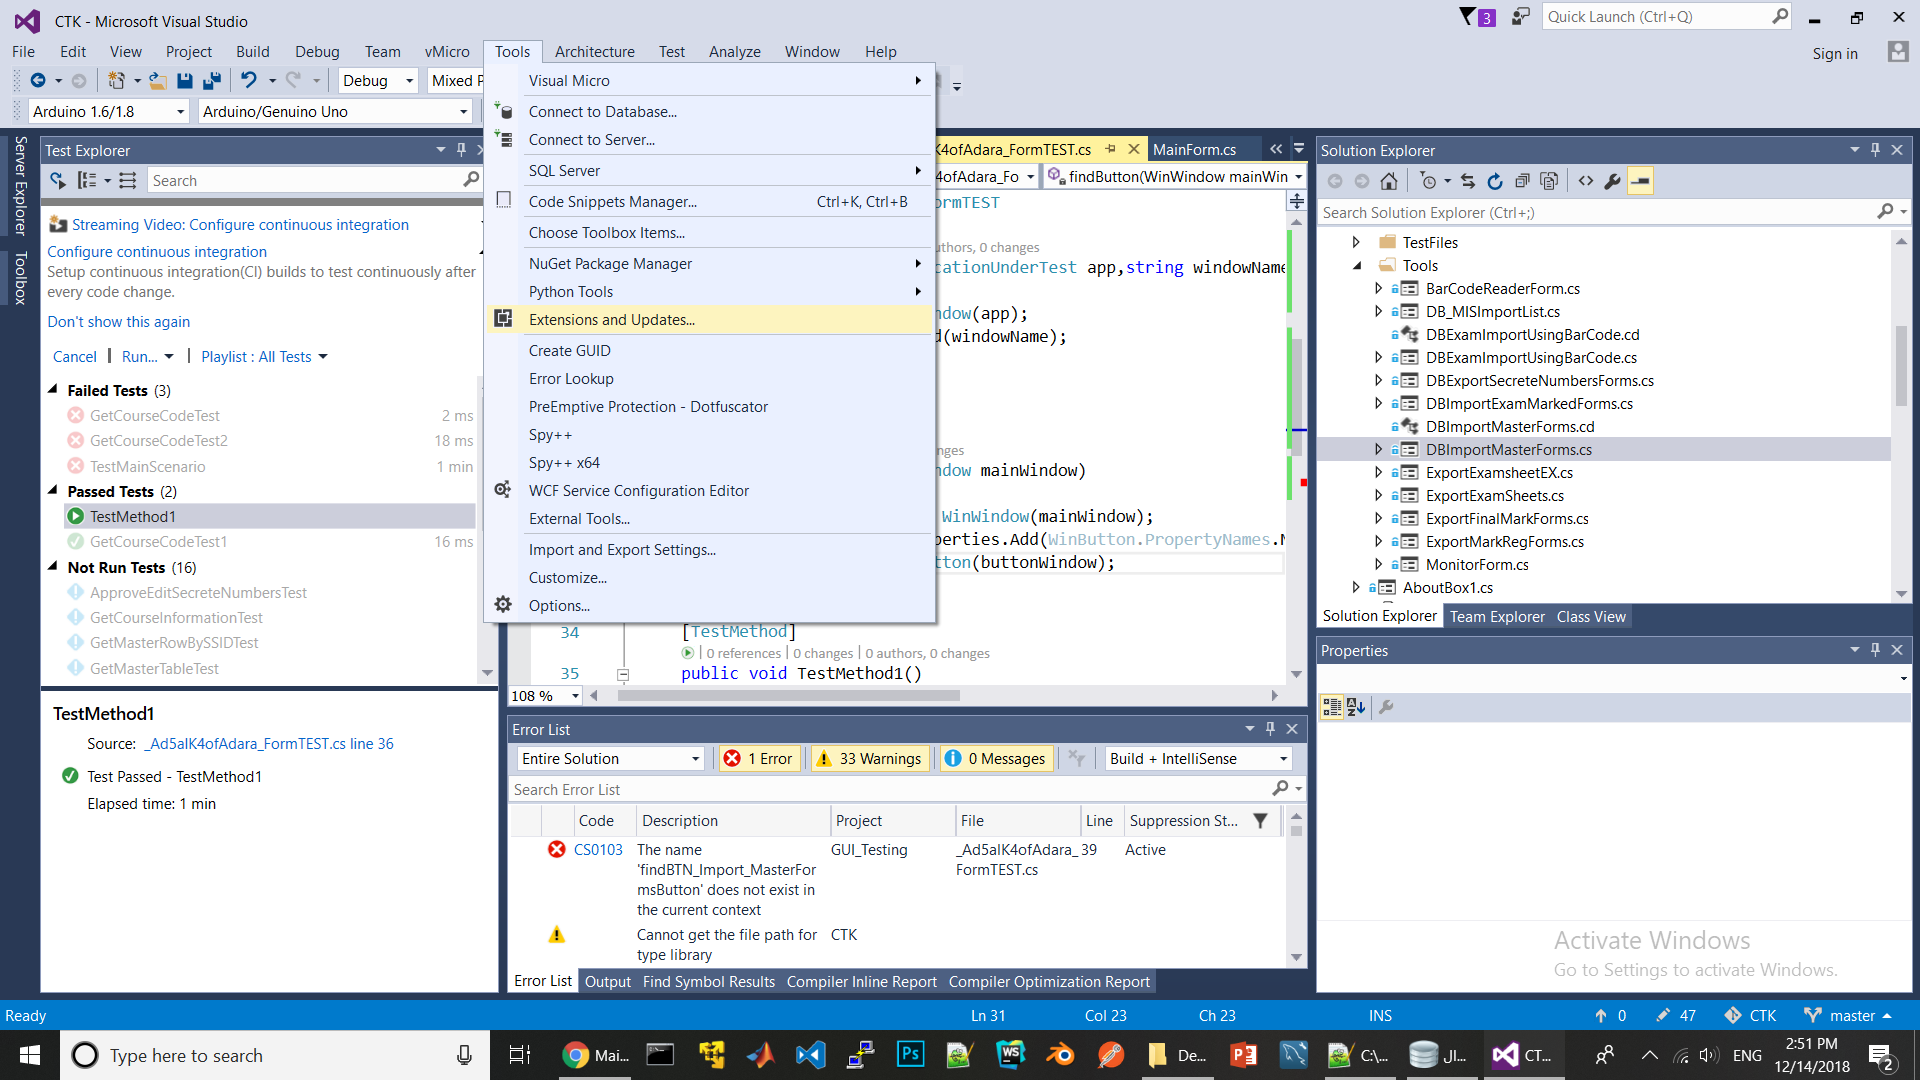 CTK - Microsoft Visual Studio
3
Quick Launch (Ctrl+Q)
File Edit View Project Build Debug Team vMicro Tools Architecture Test Analyze Window Help
Sign in
Debug
Mixed P
Arduino 1.6/1.8
Arduino/Genuino Uno
Server Explorer
Toolbox
Test Explorer
Search
Streaming Video: Configure continuous integration
Configure continuous integration
Setup continuous integration(CI) builds to test continuously after
every code change.
Don't show this again
Cancel | Run... | Playlist : All Tests
Failed Tests (3)
GetCourseCodeTest 2 ms
GetCourseCodeTest2 18 ms
TestMainScenario 1 min
Passed Tests (2)
TestMethod1
GetCourseCodeTest1 16 ms
Not Run Tests (16)
ApproveEditSecreteNumbersTest
GetCourseInformationTest
GetMasterRowBySSIDTest
GetMasterTableTest
TestMethod1
Source: _Ad5alK4ofAdara_FormTEST.cs line 36
Test Passed - TestMethod1
Elapsed time: 1 min
Visual Micro
Connect to Database...
Connect to Server...
SQL Server
Code Snippets Manager... Ctrl+K, Ctrl+B
Choose Toolbox Items...
NuGet Package Manager
Python Tools
Extensions and Updates...
Create GUID
Error Lookup
PreEmptive Protection - Dotfuscator
Spy++
Spy++ x64
WCF Service Configuration Editor
External Tools...
Import and Export Settings...
Customize...
Options...
K4ofAdara_FormTEST.cs
MainForm.cs
4ofAdara_Fo
findButton(WinWindow mainWin
ormTEST
uthors, 0 changes
cationUnderTest app,string windowName
ndow(app);
d(windowName);
nges
ndow mainWindow)
WinWindow(mainWindow);
perties.Add(WinButton.PropertyNames.N
tton(buttonWindow);
34 [TestMethod]
0 references | 0 changes | 0 authors, 0 changes
35 public void TestMethod1()
108 %
Error List
Entire Solution
1 Error
33 Warnings
0 Messages
Build + IntelliSense
Search Error List
Code Description Project File Line Suppression St...
CS0103 The name GUI_Testing _Ad5alK4ofAdara_ 39 Active
'findBTN_Import_MasterFor FormTEST.cs
msButton' does not exist in
the current context
Cannot get the file path for CTK
type library
Error List Output Find Symbol Results Compiler Inline Report Compiler Optimization Report
Solution Explorer
Search Solution Explorer (Ctrl+;)
TestFiles
Tools
BarCodeReaderForm.cs
DB_MISImportList.cs
DBExamImportUsingBarCode.cd
DBExamImportUsingBarCode.cs
DBExportSecreteNumbersForms.cs
DBImportExamMarkedForms.cs
DBImportMasterForms.cd
DBImportMasterForms.cs
ExportExamsheetEX.cs
ExportExamSheets.cs
ExportFinalMarkForms.cs
ExportMarkRegForms.cs
MonitorForm.cs
AboutBox1.cs
Solution Explorer Team Explorer Class View
Properties
Activate Windows
Go to Settings to activate Windows.
Ready
Ln 31 Col 23 Ch 23 INS
0 47 CTK master
Type here to search
Mai...
Ps
WS
De...
C:\...
JI...
CT...
ENG
2:51 PM
12/14/2018
2